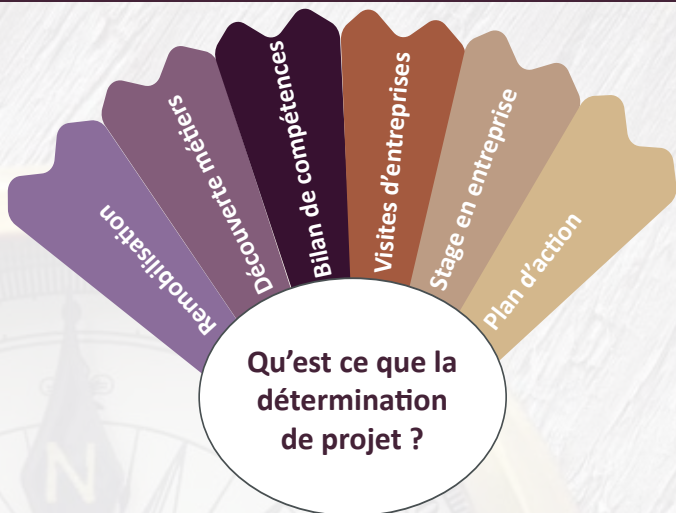 Remobilisation
Découverte métiers
Bilan de compétences
Visites d'entreprises
Stage en entreprise
Plan d'action
Qu'est ce que la
détermination
de projet ?
N